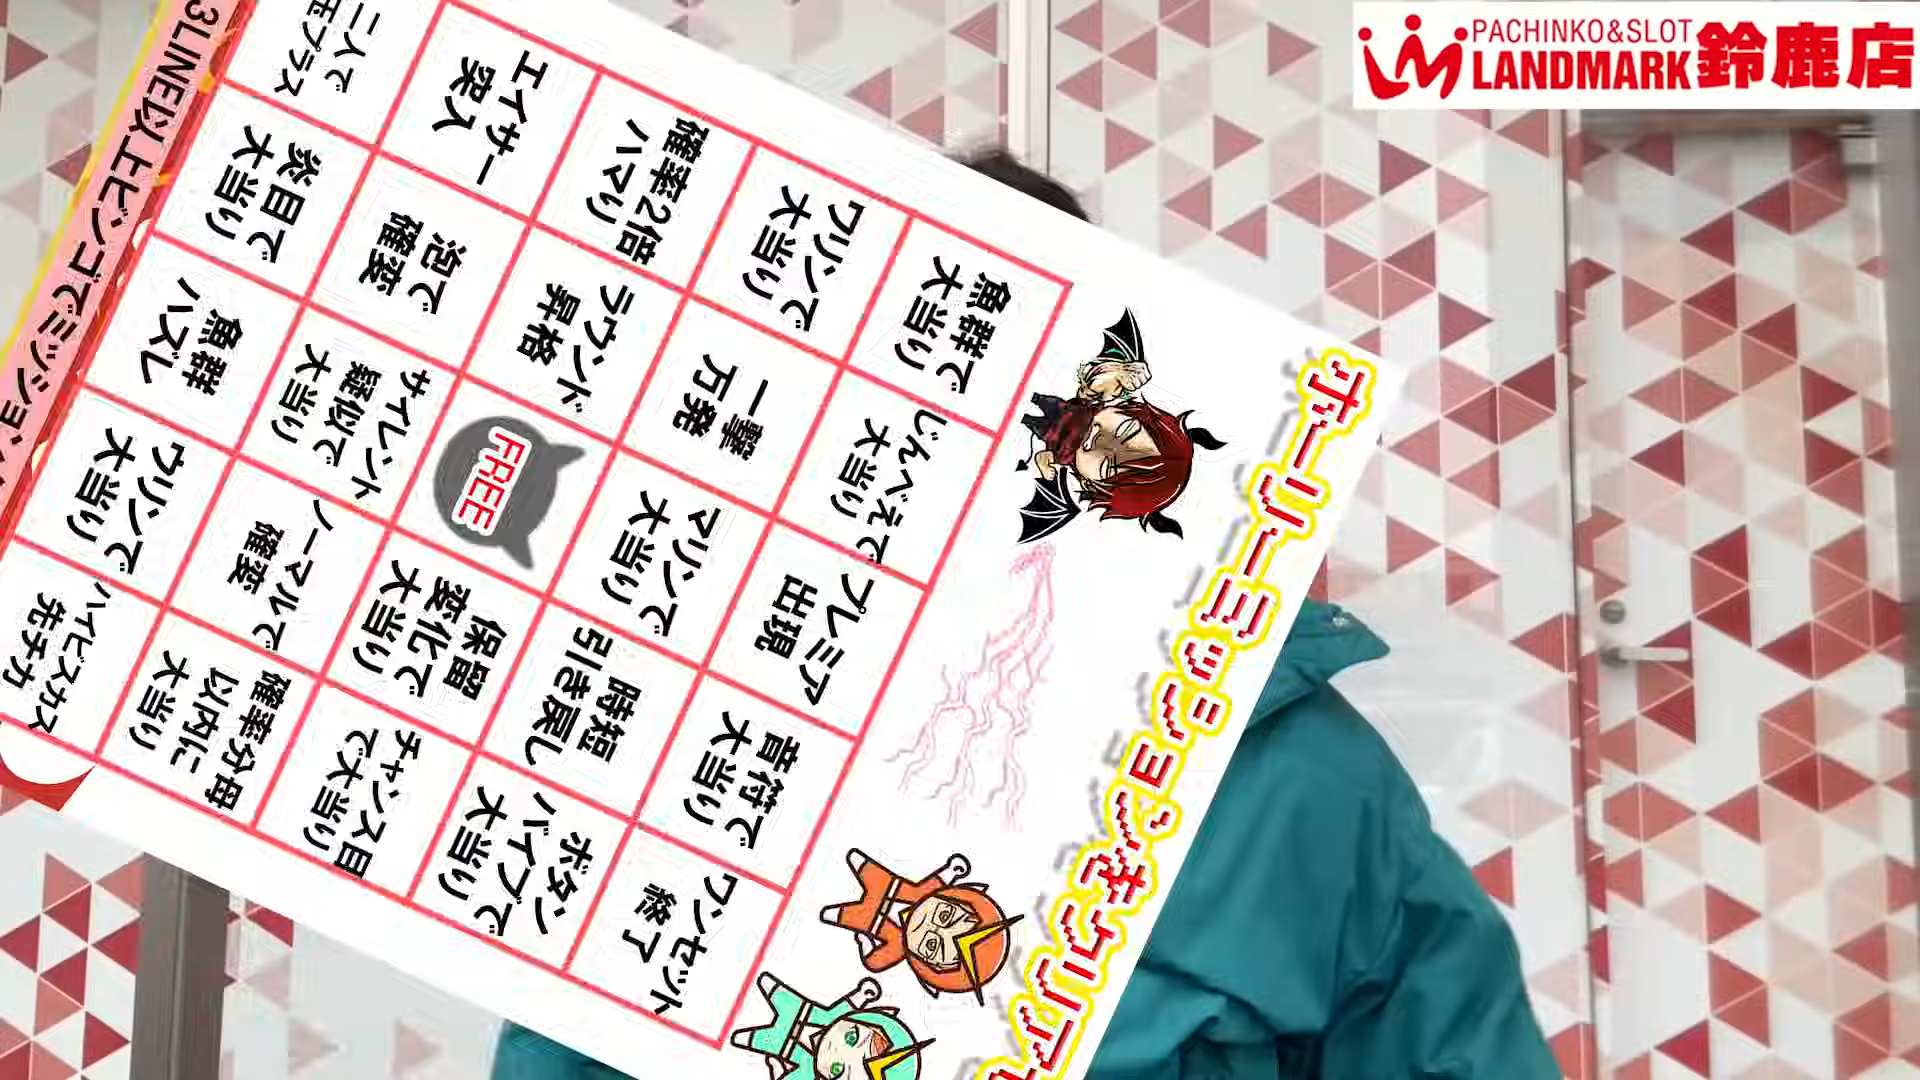 PACHINKO&SLOT
LANDMARK鈴鹿店
ホーリーミッションをクリア
魚群で
大当り
じんべえで
大当り
プレミア
出現
音符で
大当り
ワンセット
終了
ワリンで
大当り
一撃
万発
マリンで
大当り
時短
引き戻し
ボタン
バイブで
大当り
確率2倍
ハマり
ラウンド
昇格
FREE
保留
変化で
大当り
チャンス目
で大当り
エイサー
突入
泡で
確変
サイレント
疑似で
大当り
ノーマルで
確変
確率分母
以内に
大当り
二人で
玉プラス
炎目で
大当り
魚群
ハズレ
ウリンで
大当り
ハイビスカス
先チカ
3LINE以上ビンゴでミッション